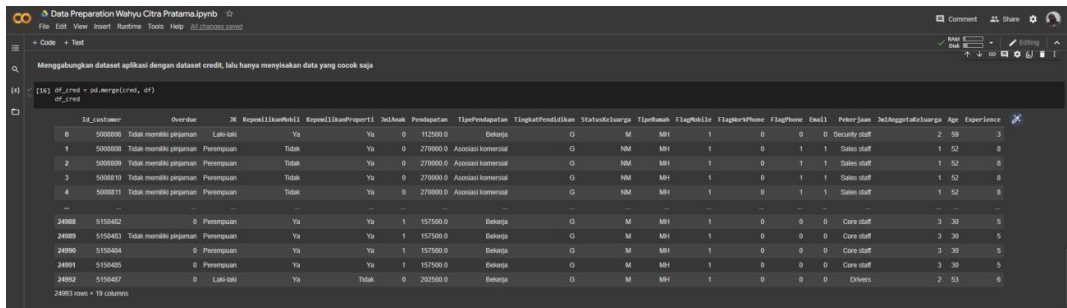 Data Preparation Wahyu Citra Pratama.ipynb
Comment Share
File Edit View Insert Runtime Tools Help All changes saved
+ Code + Text
RAM
Disk
Editing
Menggabungkan dataset aplikasi dengan dataset credit, lalu hanya menyisakan data yang cocok saja
[16] df_cred = pd.merge(cred, df)
df_cred
Id_customer Overdue JK KepemilikanMobil KepemilikanProperti JmlAnak Pendapatan TipePendapatan TingkatPendidikan StatusKeluarga TipeRumah FlagMobile FlagWorkPhone FlagPhone Email Pekerjaan JmlAnggotaKeluarga Age Experience
0 5008806 Tidak memiliki pinjaman Laki-laki Ya Ya 0 112500.0 Bekerja G M MH 1 0 0 0 Security staff 2 59 3
1 5008808 Tidak memiliki pinjaman Perempuan Tidak Ya 0 270000.0 Asosiasi komersial G NM MH 1 0 1 1 Sales staff 1 52 8
2 5008809 Tidak memiliki pinjaman Perempuan Tidak Ya 0 270000.0 Asosiasi komersial G NM MH 1 0 1 1 Sales staff 1 52 8
3 5008810 Tidak memiliki pinjaman Perempuan Tidak Ya 0 270000.0 Asosiasi komersial G NM MH 1 0 1 1 Sales staff 1 52 8
4 5008811 Tidak memiliki pinjaman Perempuan Tidak Ya 0 270000.0 Asosiasi komersial G NM MH 1 0 1 1 Sales staff 1 52 8
... ... ... ... ... ... ... ... ... ... ... ... ... ... ... ... ... ... ... ...
24988 5150482 0 Perempuan Ya Ya 1 157500.0 Bekerja G M MH 1 0 0 0 Core staff 3 30 5
24989 5150483 Tidak memiliki pinjaman Perempuan Ya Ya 1 157500.0 Bekerja G M MH 1 0 0 0 Core staff 3 30 5
24990 5150484 0 Perempuan Ya Ya 1 157500.0 Bekerja G M MH 1 0 0 0 Core staff 3 30 5
24991 5150485 0 Perempuan Ya Ya 1 157500.0 Bekerja G M MH 1 0 0 0 Core staff 3 30 5
24992 5150487 0 Laki-laki Ya Tidak 0 202500.0 Bekerja G M MH 1 0 0 0 Drivers 2 53 6
24993 rows × 19 columns